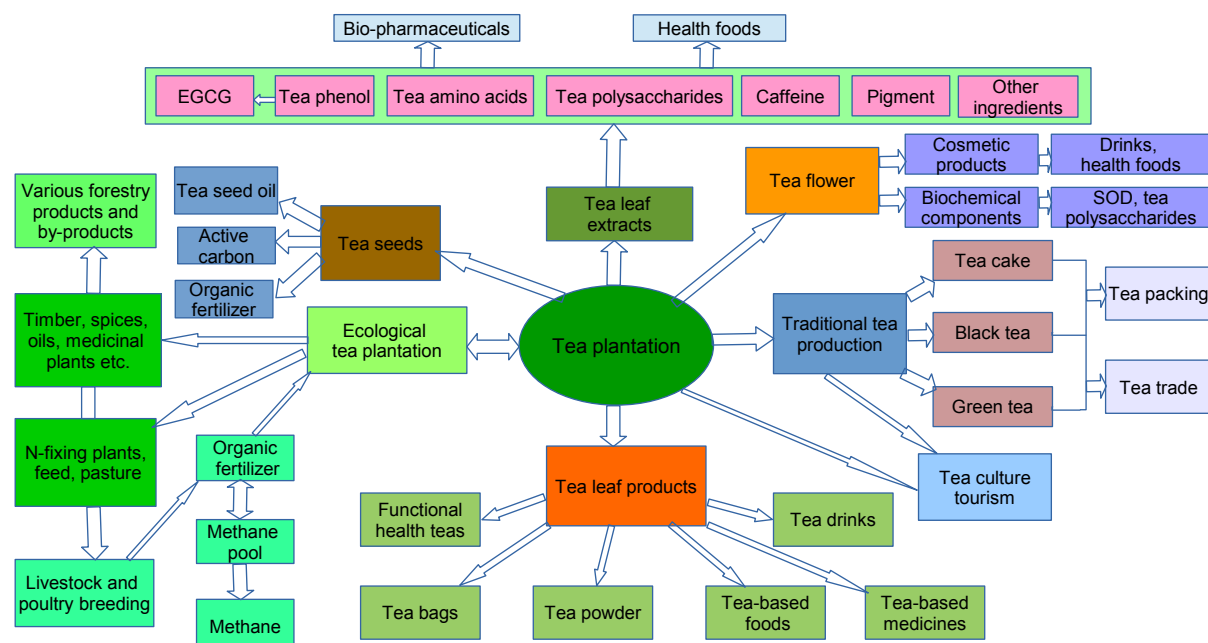 Bio-pharmaceuticals
Health foods
EGCG
Tea phenol
Tea amino acids
Tea polysaccharides
Caffeine
Pigment
Other
ingredients
Tea seed oil
Active
carbon
Organic
fertilizer
Tea seeds
Tea leaf
extracts
Tea flower
Cosmetic
products
Drinks,
health foods
Biochemical
components
SOD, tea
polysaccharides
Various forestry
products and
by-products
Timber, spices,
oils, medicinal
plants etc.
N-fixing plants,
feed, pasture
Livestock and
poultry breeding
Ecological
tea plantation
Organic
fertilizer
Methane
pool
Methane
Tea plantation
Traditional tea
production
Tea cake
Black tea
Green tea
Tea packing
Tea trade
Tea culture
tourism
Tea leaf products
Functional
health teas
Tea drinks
Tea bags
Tea powder
Tea-based
foods
Tea-based
medicines